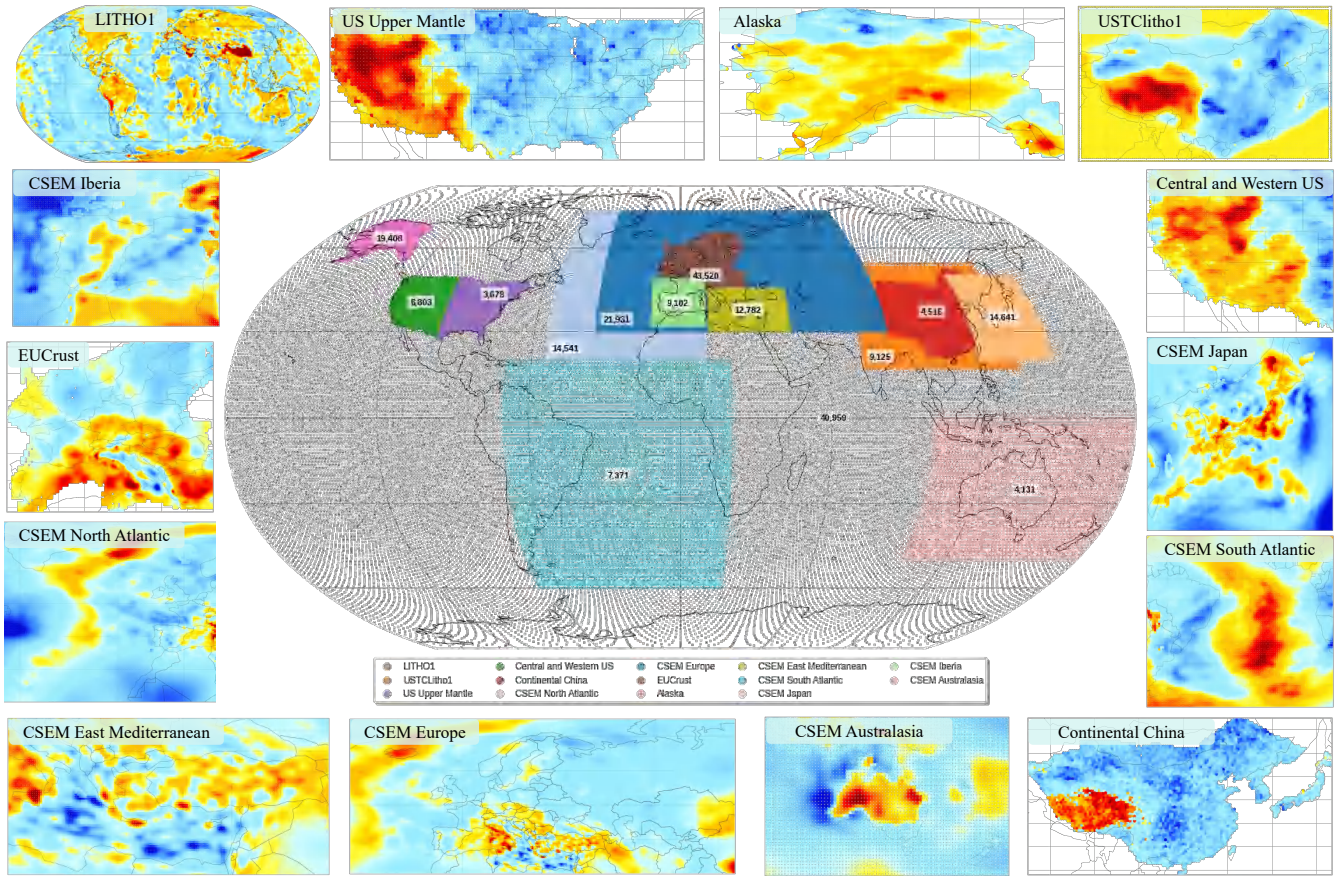 LITHO1
US Upper Mantle
Alaska
USTClitho1
CSEM Iberia
Central and Western US
19,408
43,520
8,803
3,678
9,102
12,782
4,516
14,641
21,931
14,541
9,125
EUCrust
CSEM Japan
40,950
7,371
4,131
CSEM North Atlantic
CSEM South Atlantic
LITHO1 Central and Western US CSEM Europe CSEM East Mediterranean CSEM Iberia
USTCLitho1 Continental China EUCrust CSEM South Atlantic CSEM Australasia
US Upper Mantle CSEM North Atlantic Alaska CSEM Japan
CSEM East Mediterranean
CSEM Europe
CSEM Australasia
Continental China